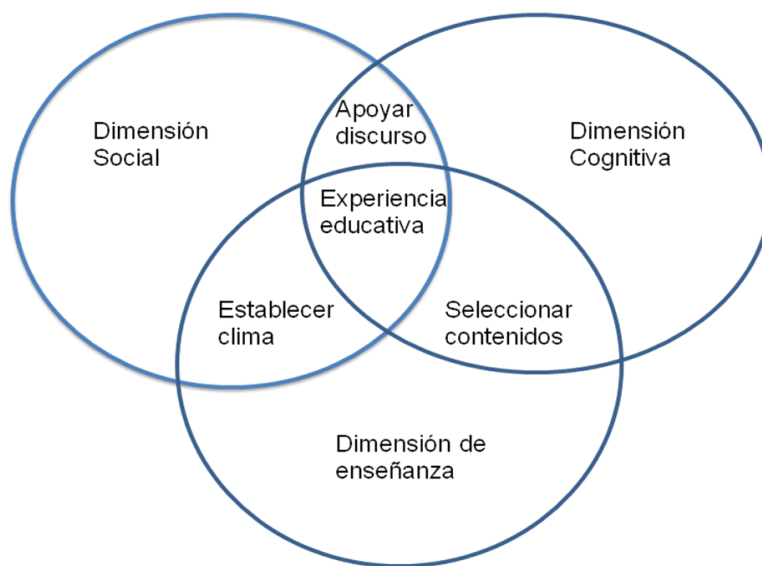 Apoyar
discurso
Dimensión
Social
Dimensión
Cognitiva
Experiencia
educativa
Establecer
clima
Seleccionar
contenidos
Dimensión de
enseñanza